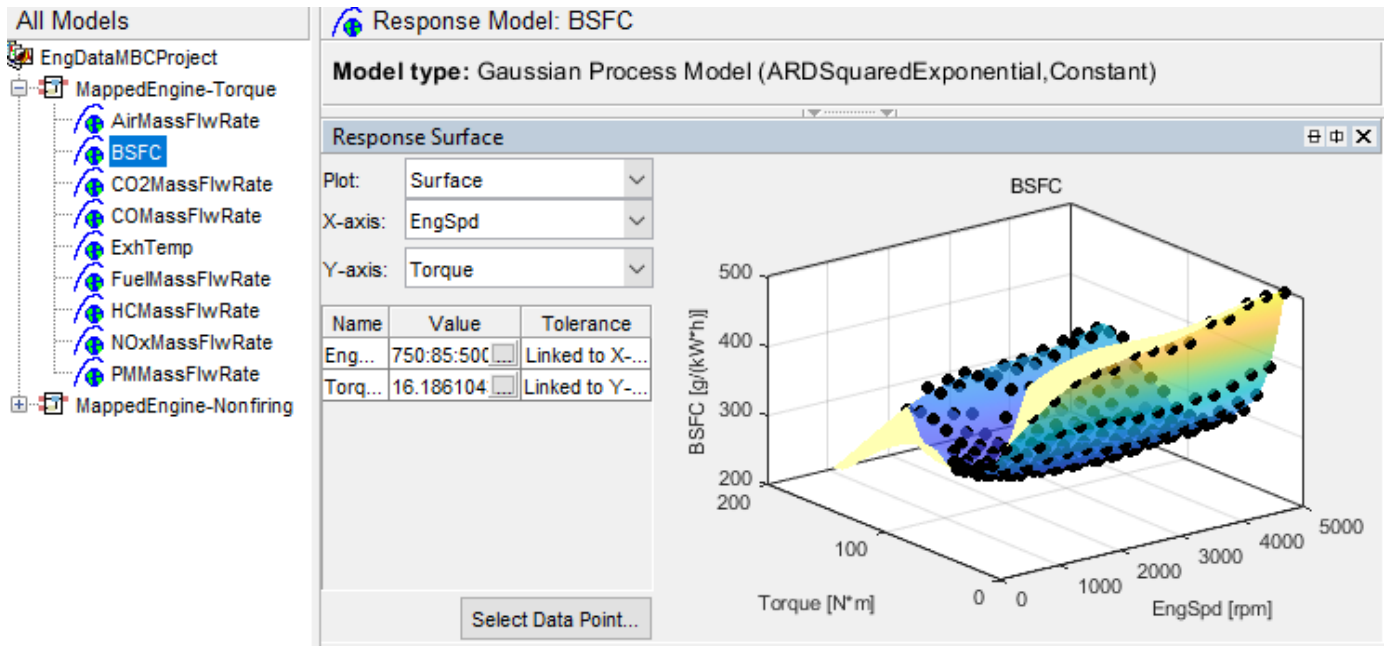 All Models
EngDataMBCProject
MappedEngine-Torque
AirMassFlwRate
BSFC
CO2MassFlwRate
COMassFlwRate
ExhTemp
FuelMassFlwRate
HCMassFlwRate
NOxMassFlwRate
PMMassFlwRate
MappedEngine-Nonfiring
Response Model: BSFC
Model type: Gaussian Process Model (ARDSquaredExponential,Constant)
Response Surface
Plot: Surface
X-axis: EngSpd
Y-axis: Torque
Name Value Tolerance
Eng... 750:85:500 ... Linked to X-...
Torq... 16.186104 ... Linked to Y-...
Select Data Point...
BSFC
500
400
300
200
BSFC [g/(kW*h)]
200
100
0
Torque [N*m]
0
1000
2000
3000
4000
5000
EngSpd [rpm]